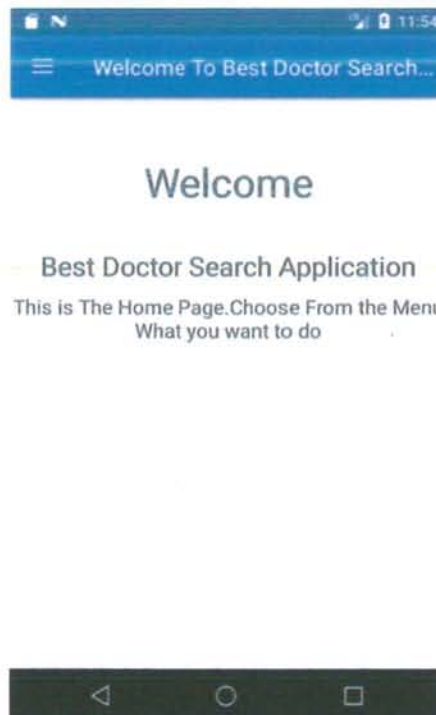 11:54
Welcome To Best Doctor Search...
Welcome
Best Doctor Search Application
This is The Home Page.Choose From the Menu
What you want to do